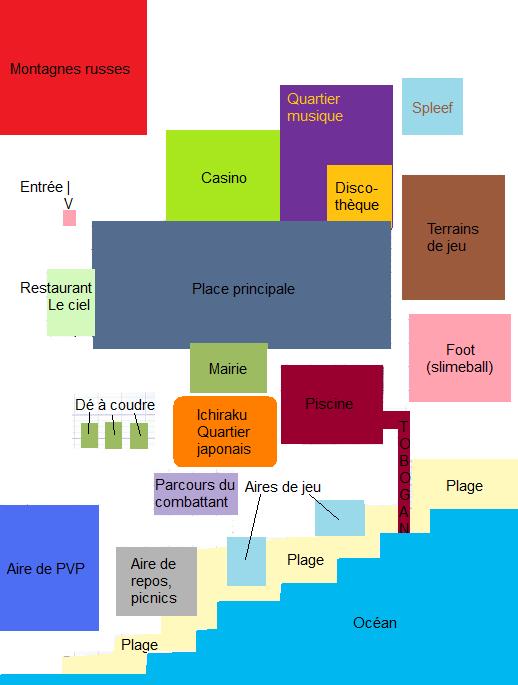 Montagnes russes
Quartier
musique
Spleef
Casino
Entrée |
V
Disco-
thèque
Terrains
de jeu
Restaurant
Le ciel
Place principale
Foot
(slimeball)
Mairie
Dé à coudre
Ichiraku
Quartier
japonais
Piscine
TOBOGAN
Parcours du
combattant
Aires de jeu
Plage
Aire de PVP
Aire de
repos,
picnics
Plage
Océan
Plage